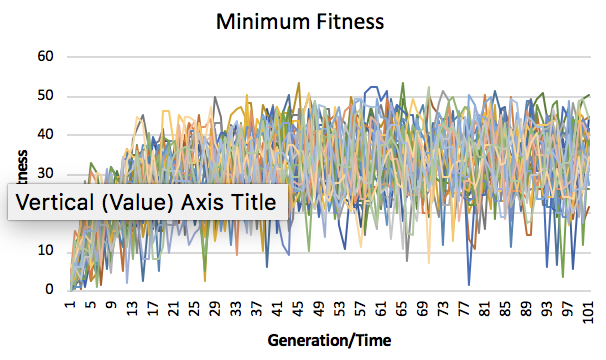 Minimum Fitness
60
50
40
30
tness
Vertical (Value) Axis Title
10
0
1 5 9 13 17 21 25 29 33 37 41 45 49 53 57 61 65 69 73 77 81 85 89 93 97 101
Generation/Time